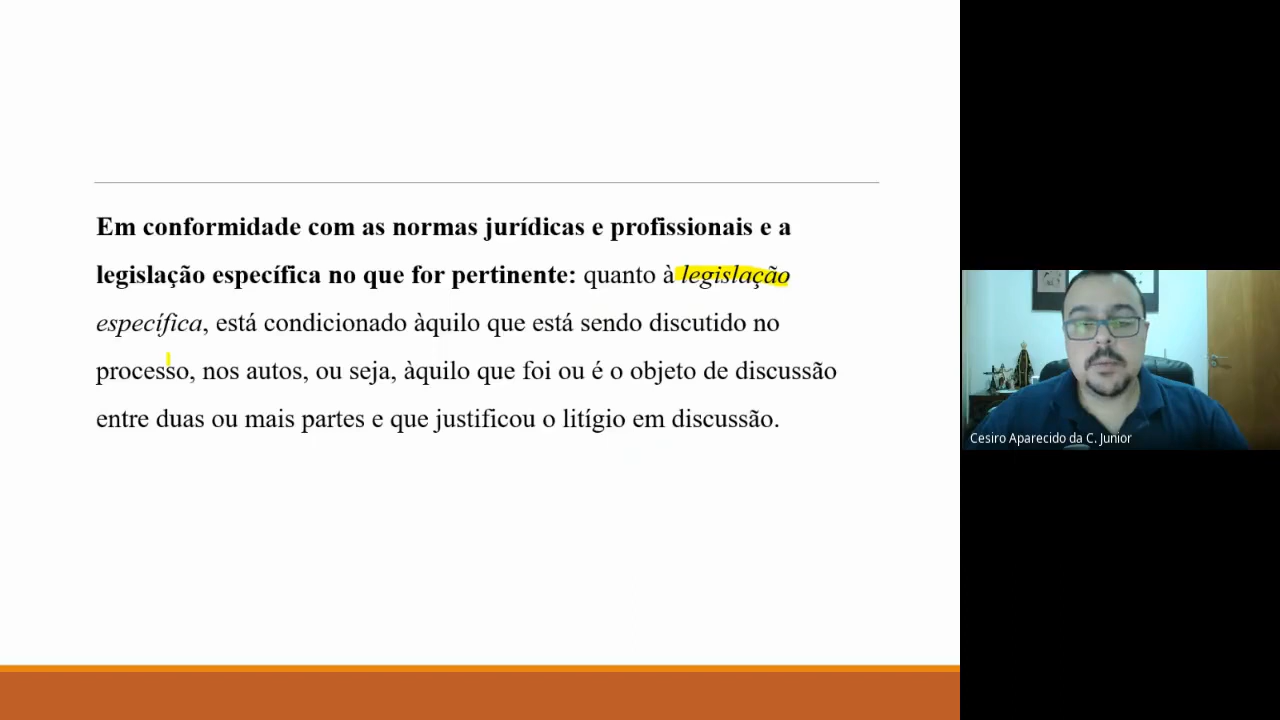 Em conformidade com as normas jurídicas e profissionais e a
legislação específica no que for pertinente: quanto à legislação
específica, está condicionado àquilo que está sendo discutido no
processo, nos autos, ou seja, àquilo que foi ou é o objeto de discussão
entre duas ou mais partes e que justificou o litígio em discussão.
Cesiro Aparecido da C. Junior